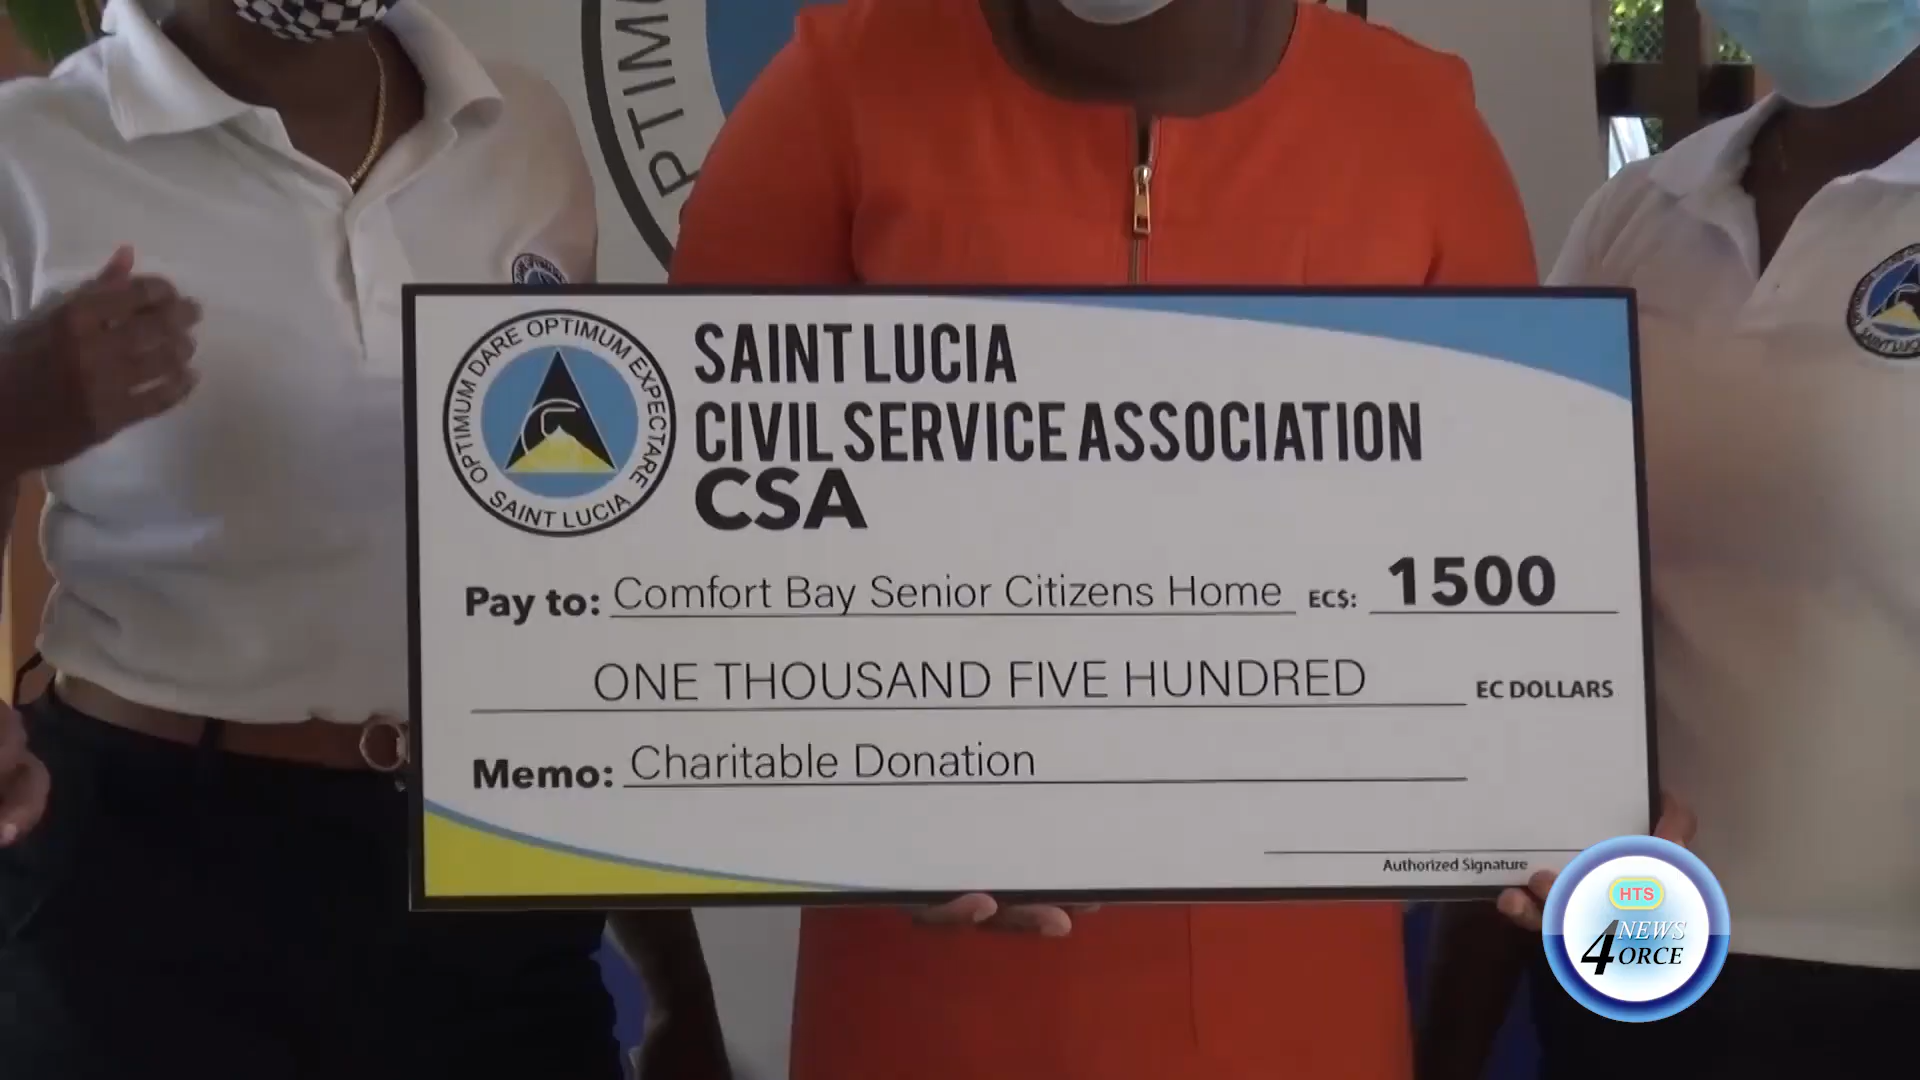 PTIM
OPTIMUM DARE OPTIMUM EXPECTARE
SAINT LUCIA
SAINT LUCIA
CIVIL SERVICE ASSOCIATION
CSA
Pay to: Comfort Bay Senior Citizens Home EC$: 1500
ONE THOUSAND FIVE HUNDRED EC DOLLARS
Memo: Charitable Donation
Authorized Signature
HTS
NEWS
4ORCE